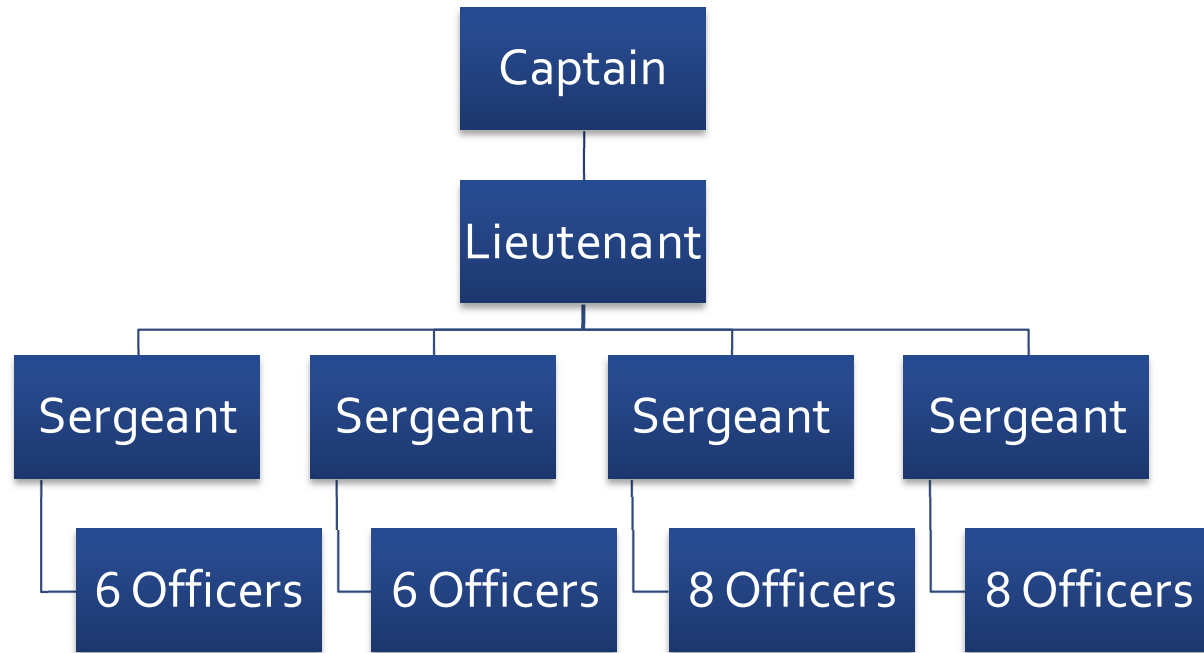 Captain
Lieutenant
Sergeant
Sergeant
Sergeant
Sergeant
6 Officers
6 Officers
8 Officers
8 Officers